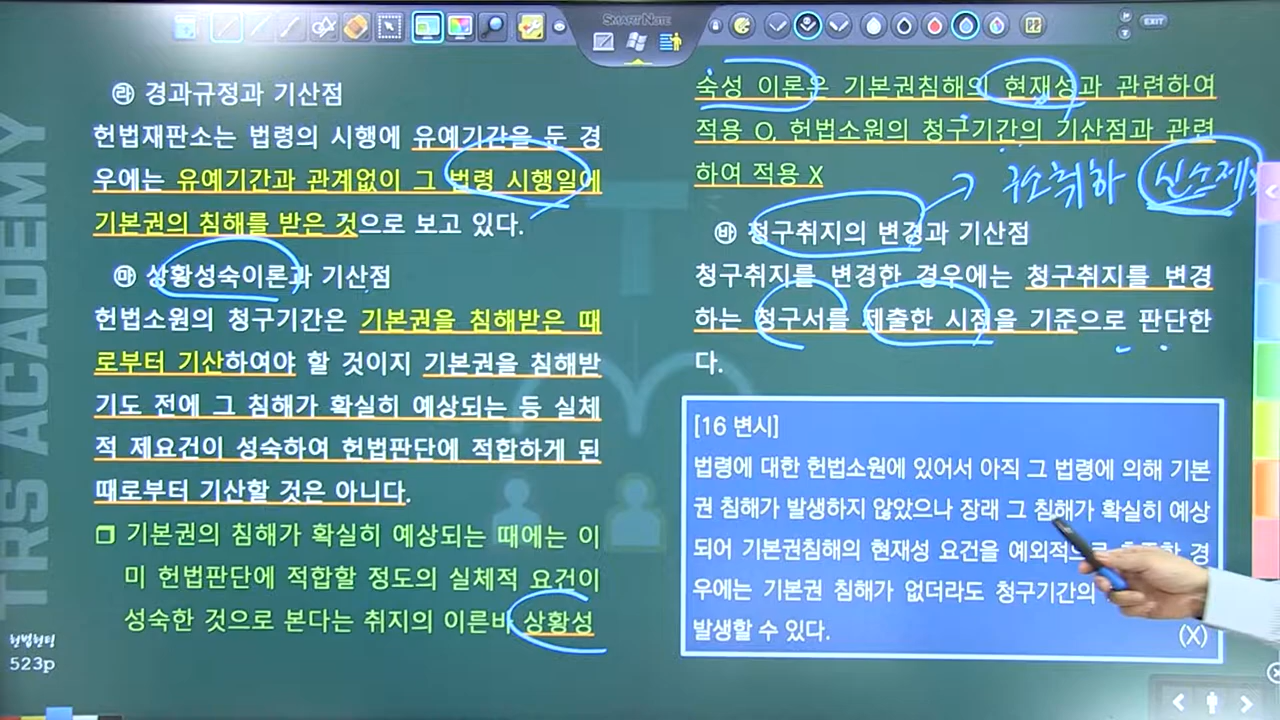 SMART NOTE
EXIT
TRS ACADEMY
㉣ 경과규정과 기산점
헌법재판소는 법령의 시행에 유예기간을 둔 경
우에는 유예기간과 관계없이 그 법령 시행일에
기본권의 침해를 받은 것으로 보고 있다.
㉤ 상황성숙이론과 기산점
헌법소원의 청구기간은 기본권을 침해받은 때
로부터 기산하여야 할 것이지 기본권을 침해받
기도 전에 그 침해가 확실히 예상되는 등 실체
적 제요건이 성숙하여 헌법판단에 적합하게 된
때로부터 기산할 것은 아니다.
❒ 기본권의 침해가 확실히 예상되는 때에는 이
미 헌법판단에 적합할 정도의 실체적 요건이
성숙한 것으로 본다는 취지의 이른바 상황성
523p
숙성 이론은 기본권침해의 현재성과 관련하여
적용 O, 헌법소원의 청구기간의 기산점과 관련
하여 적용 X
㉥ 청구취지의 변경과 기산점
청구취지를 변경한 경우에는 청구취지를 변경
하는 청구서를 제출한 시점을 기준으로 판단한
다.
[16 변시]
법령에 대한 헌법소원에 있어서 아직 그 법령에 의해 기본
권 침해가 발생하지 않았으나 장래 그 침해가 확실히 예상
되어 기본권침해의 현재성 요건을 예외적으로 경
우에는 기본권 침해가 없더라도 청구기간의
발생할 수 있다. (X)